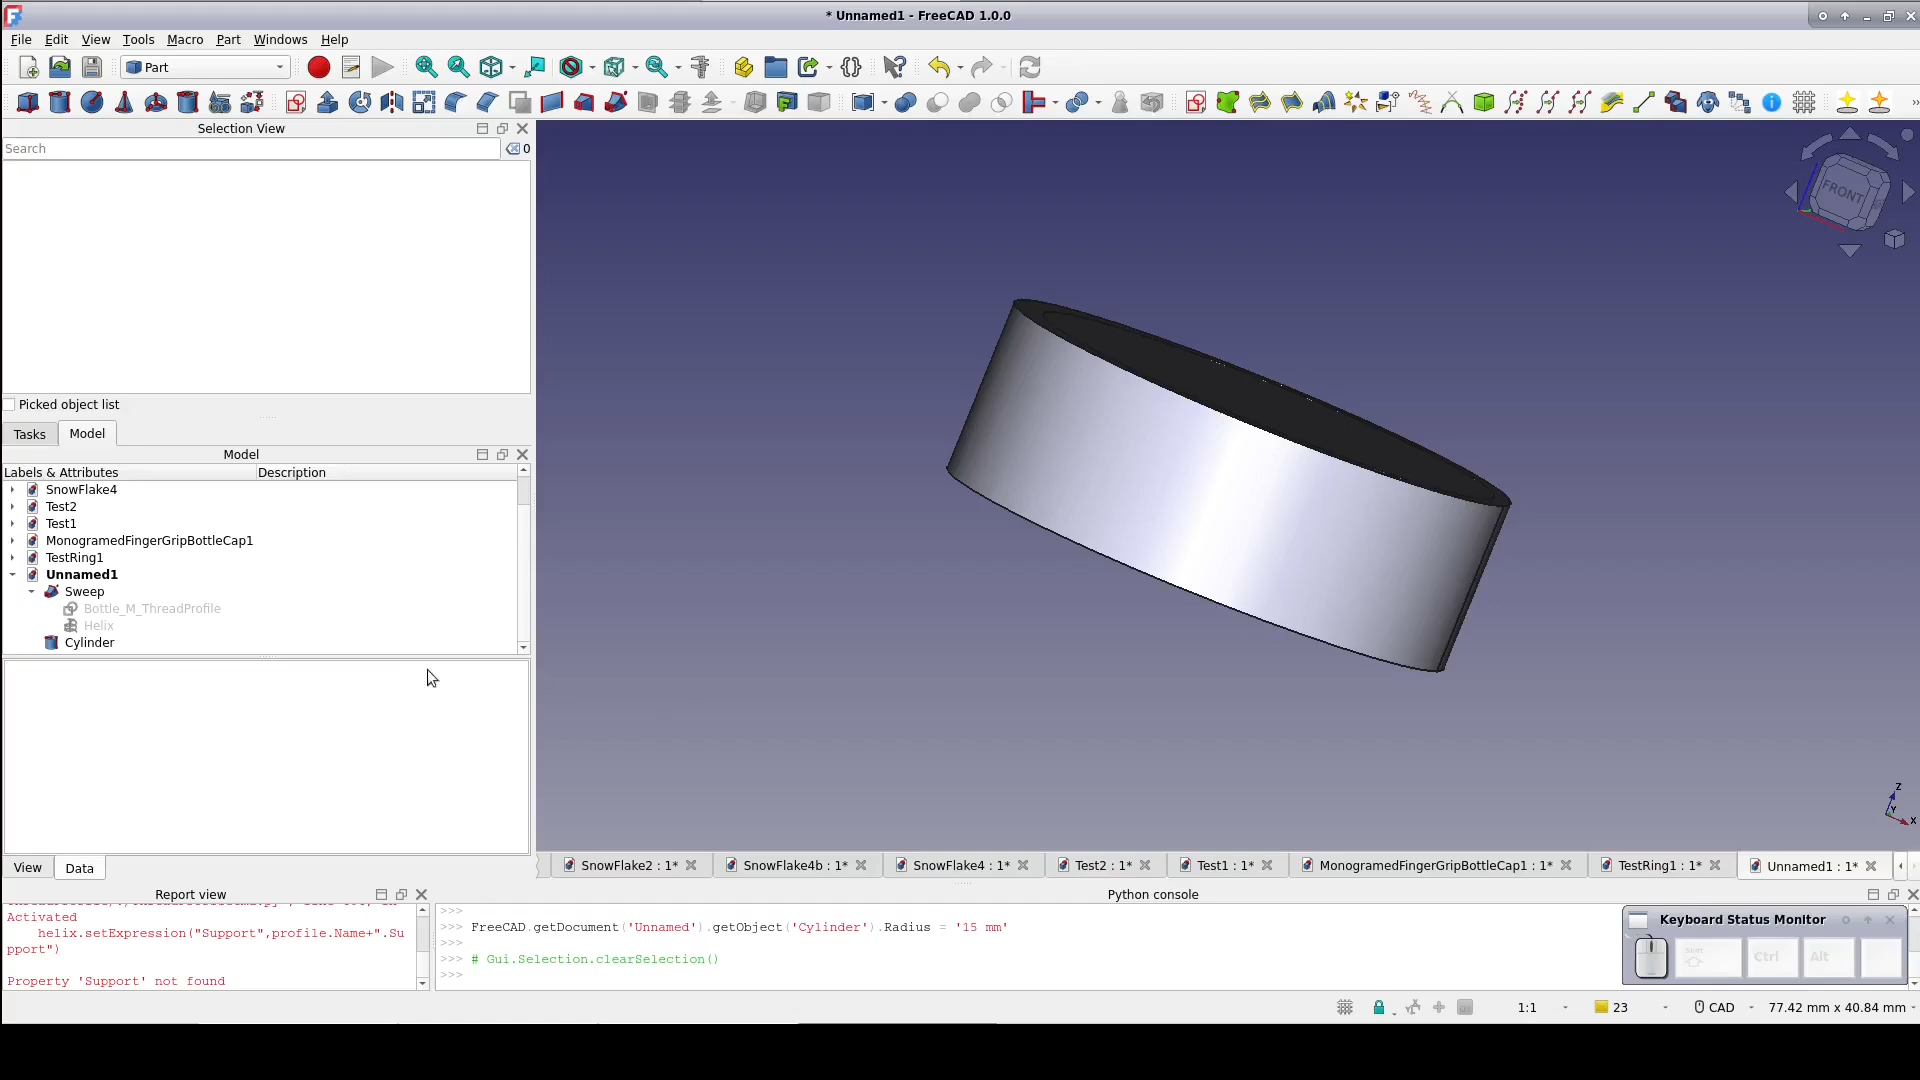 * Unnamed1 - FreeCAD 1.0.0
File Edit View Tools Macro Part Windows Help
Part
Selection View
Search
0
Picked object list
Tasks Model
Model
Labels & Attributes Description
SnowFlake4
Test2
Test1
MonogramedFingerGripBottleCap1
TestRing1
Unnamed1
Sweep
Bottle_M_ThreadProfile
Helix
Cylinder
View Data
FRONT
Z
Y
X
SnowFlake2 : 1* SnowFlake4b : 1* SnowFlake4 : 1* Test2 : 1* Test1 : 1* MonogramedFingerGripBottleCap1 : 1* TestRing1 : 1* Unnamed1 : 1*
Report view
Activated
helix.setExpression("Support",profile.Name+".Su
pport")
Property 'Support' not found
Python console
>>>
>>> FreeCAD.getDocument('Unnamed').getObject('Cylinder').Radius = '15 mm'
>>>
>>> # Gui.Selection.clearSelection()
>>>
Keyboard Status Monitor
Shift Ctrl Alt
1:1 23 CAD 77.42 mm x 40.84 mm